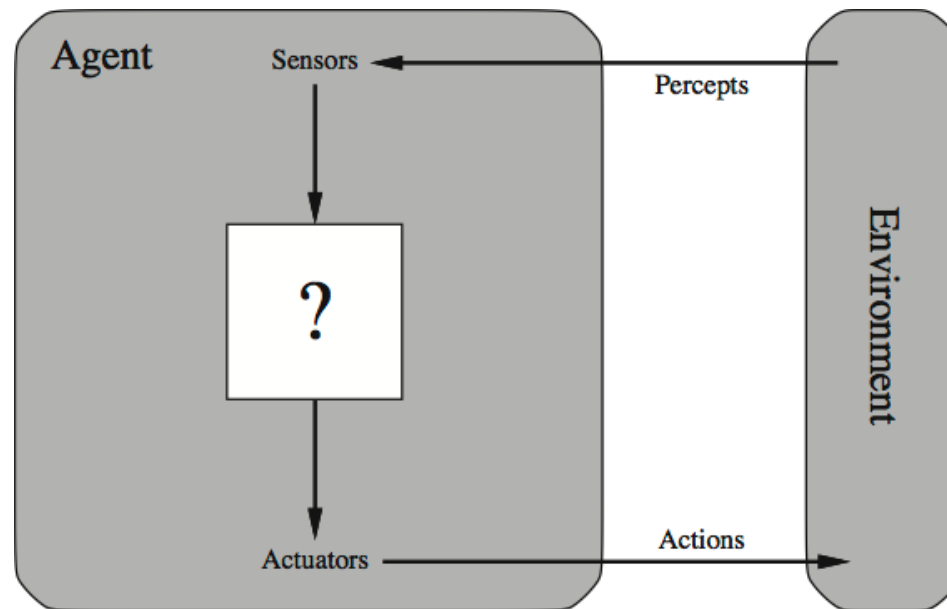 Agent
Sensors
Percepts
?
Environment
Actuators
Actions